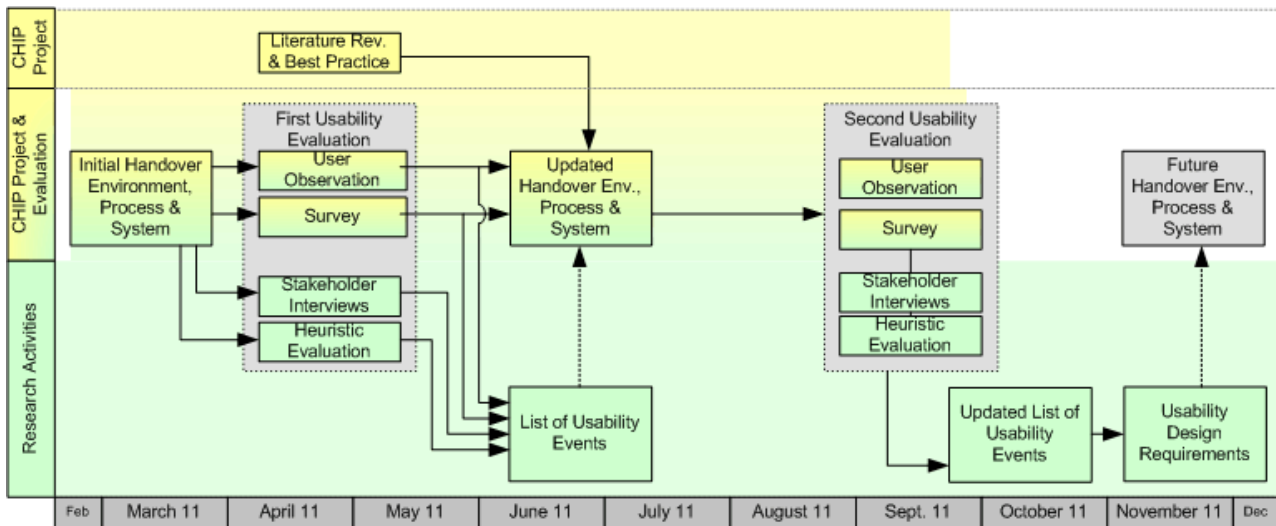 CHIP
Project
Literature Rev.
& Best Practice
CHIP Project &
Evaluation
Initial Handover
Environment,
Process &
System
First Usability
Evaluation
User
Observation
Survey
Stakeholder
Interviews
Heuristic
Evaluation
Updated
Handover Env.,
Process &
System
Second Usability
Evaluation
User
Observation
Survey
Stakeholder
Interviews
Heuristic
Evaluation
Future
Handover Env.,
Process &
System
Research Activities
List of Usability
Events
Updated List of
Usability
Events
Usability
Design
Requirements
Feb
March 11
April 11
May 11
June 11
July 11
August 11
Sept. 11
October 11
November 11
Dec